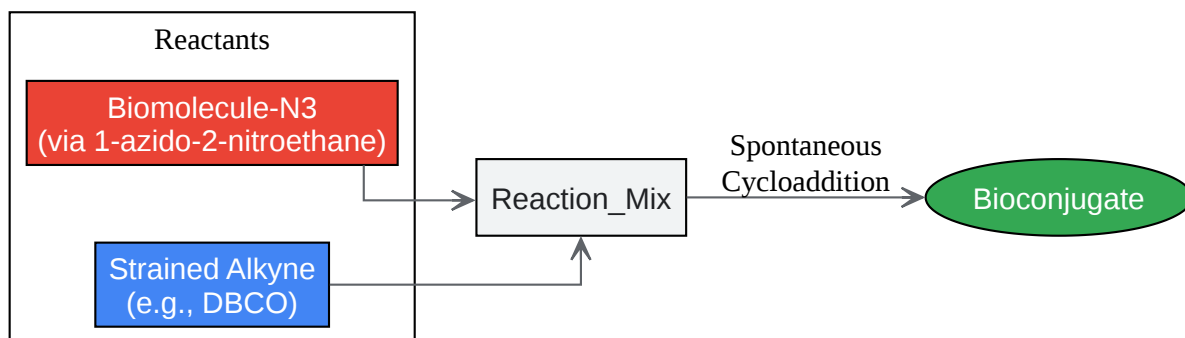 Reactants
Biomolecule-N3
(via 1-azido-2-nitroethane)
Strained Alkyne
(e.g., DBCO)
Reaction_Mix
Spontaneous
Cycloaddition
Bioconjugate